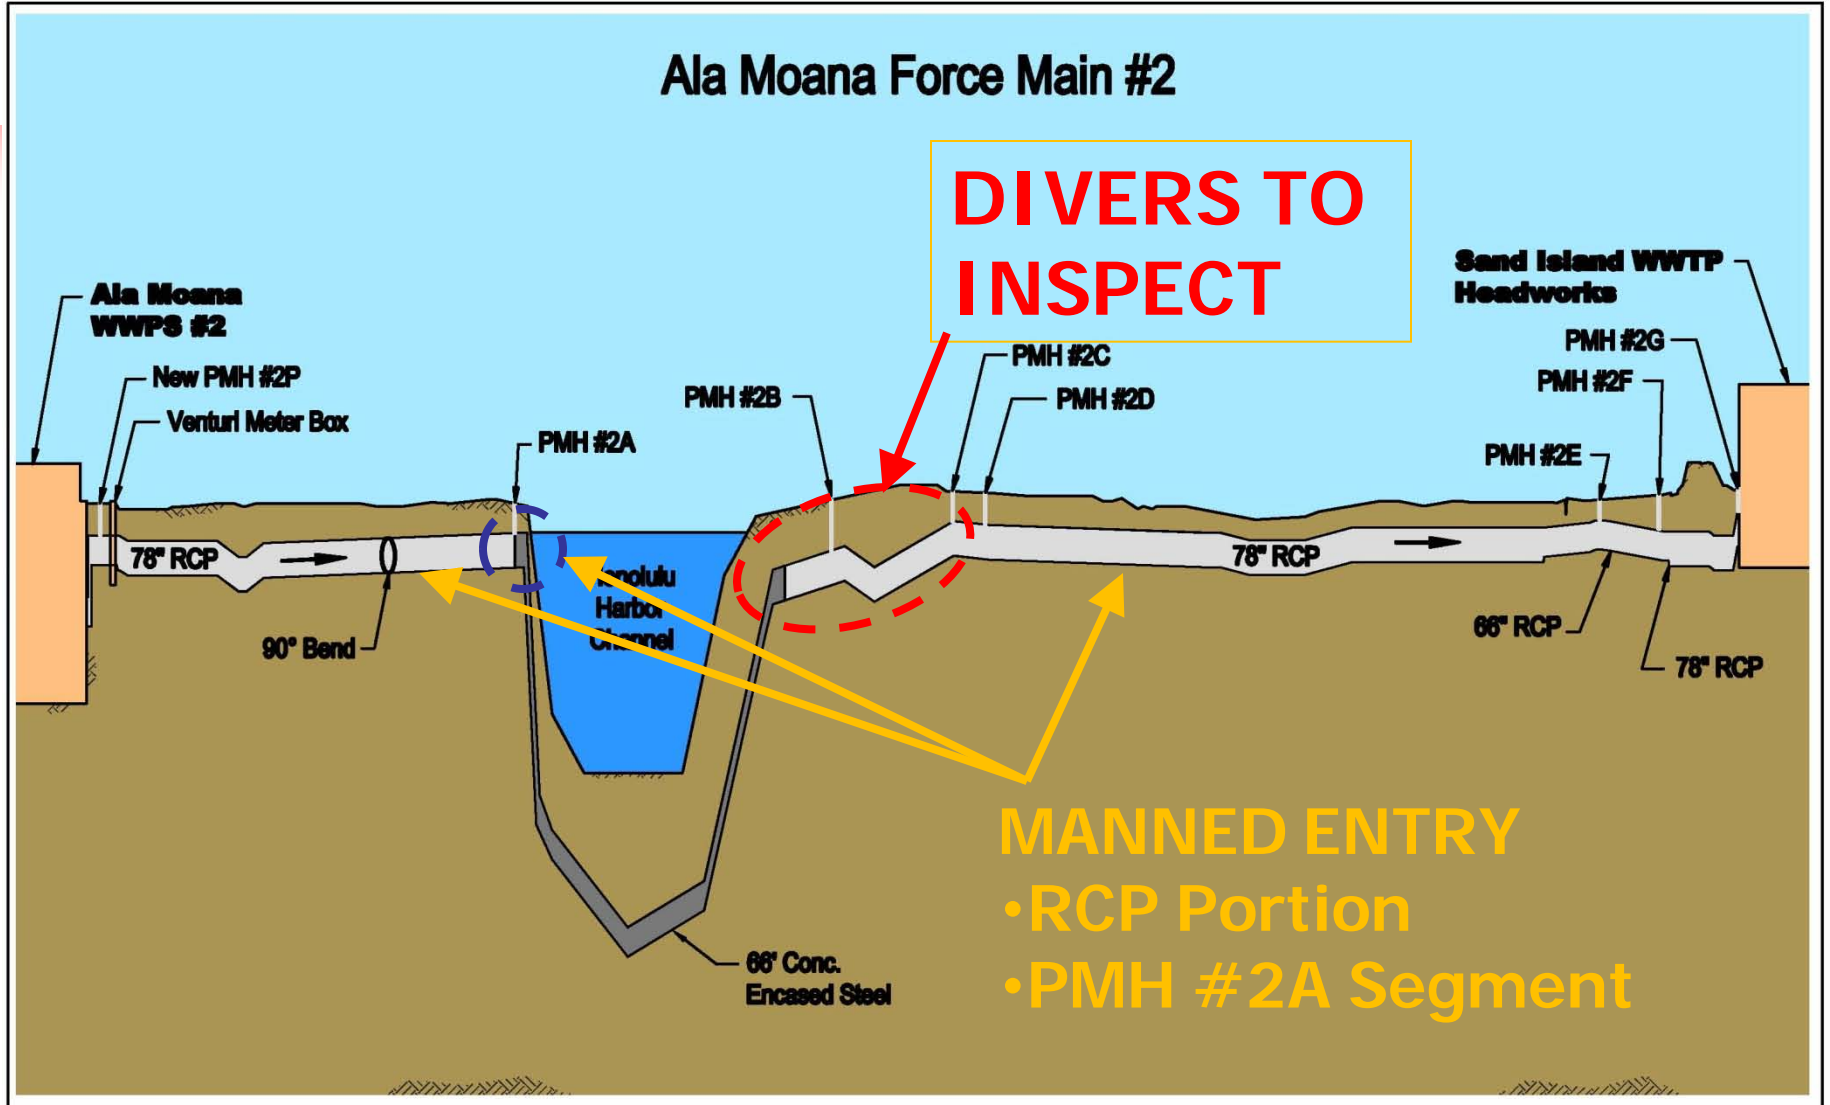 Ala Moana Force Main #2
DIVERS TO
INSPECT
Ala Moana
WWPS #2
New PMH #2P
Venturi Meter Box
PMH #2A
PMH #2B
PMH #2C
PMH #2D
Sand Island WWTP
Headworks
PMH #2G
PMH #2F
PMH #2E
78" RCP
90° Bend
Honolulu
Harbor
Channel
78" RCP
66" RCP
78" RCP
66" Conc.
Encased Steel
MANNED ENTRY
•RCP Portion
•PMH #2A Segment